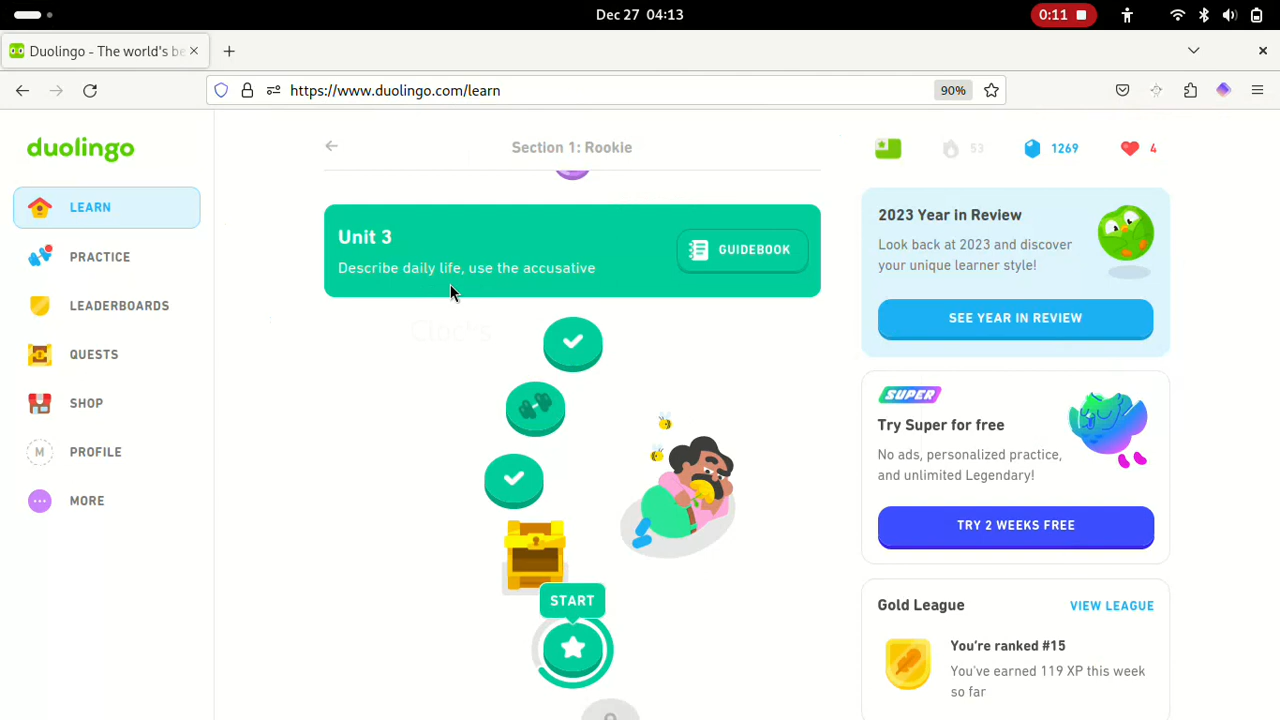 Dec 27 04:13
0:11
Duolingo - The world's be
https://www.duolingo.com/learn
90%
duolingo
LEARN
PRACTICE
LEADERBOARDS
QUESTS
SHOP
M PROFILE
MORE
Section 1: Rookie
Unit 3
Describe daily life, use the accusative
GUIDEBOOK
START
53
1269
4
2023 Year in Review
Look back at 2023 and discover
your unique learner style!
SEE YEAR IN REVIEW
SUPER
Try Super for free
No ads, personalized practice,
and unlimited Legendary!
TRY 2 WEEKS FREE
Gold League
VIEW LEAGUE
You're ranked #15
You've earned 119 XP this week
so far